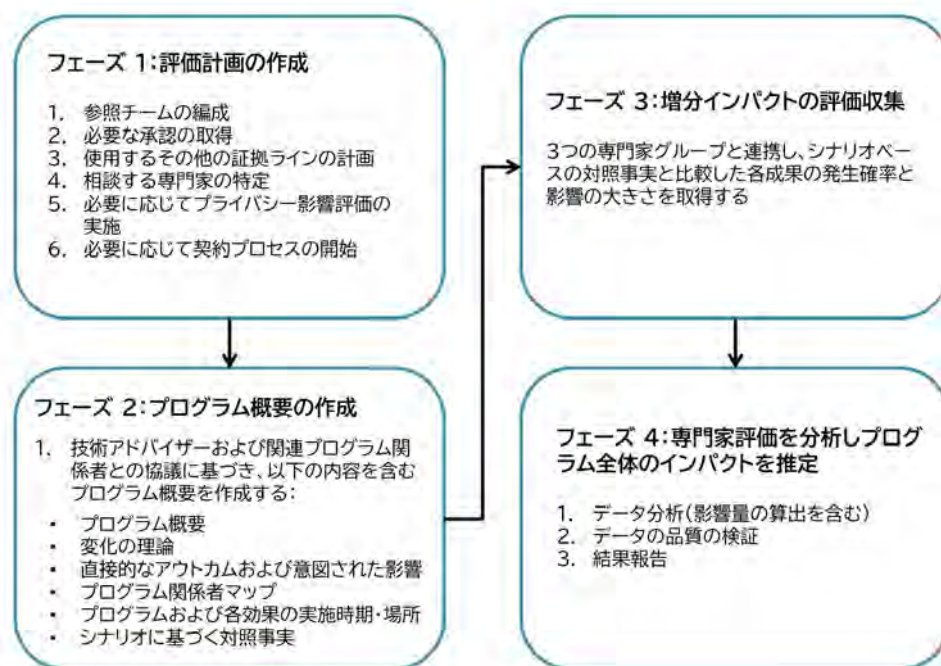 フェーズ 1：評価計画の作成
1. 参照チームの編成
2. 必要な承認の取得
3. 使用するその他の証拠ラインの計画
4. 相談する専門家の特定
5. 必要に応じてプライバシー影響評価の
実施
6. 必要に応じて契約プロセスの開始
フェーズ 2：プログラム概要の作成
1. 技術アドバイザーおよび関連プログラム関
係者との協議に基づき、以下の内容を含む
プログラム概要を作成する：
▪ プログラム概要
▪ 変化の理論
▪ 直接的なアウトカムおよび意図された影響
▪ プログラム関係者マップ
▪ プログラムおよび各効果の実施時期・場所
▪ シナリオに基づく対照事実
フェーズ 3：増分インパクトの評価収集
3つの専門家グループと連携し、シナリオベー
スの対照事実と比較した各成果の発生確率と
影響の大きさを取得する
フェーズ 4：専門家評価を分析しプログ
ラム全体のインパクトを推定
1. データ分析（影響量の算出を含む）
2. データの品質の検証
3. 結果報告